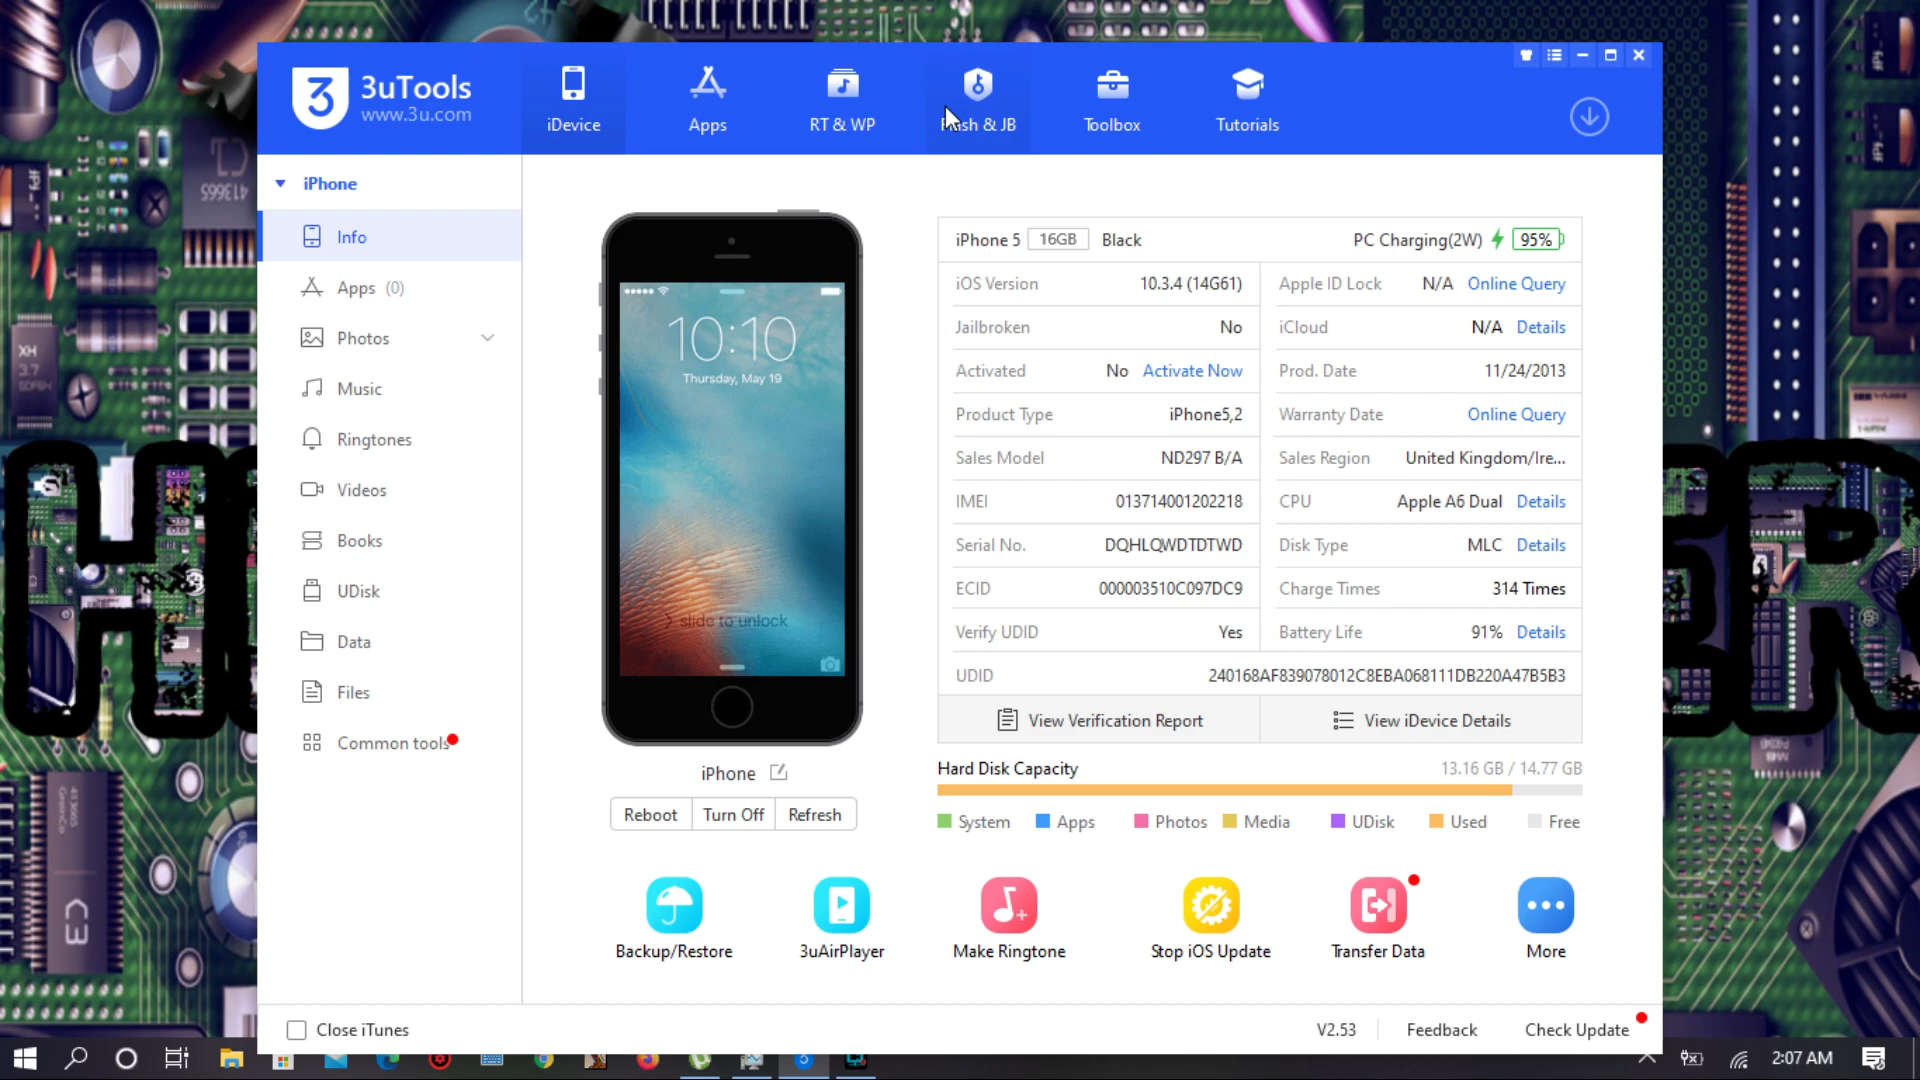 3 3uTools
www.3u.com
iDevice
Apps
RT & WP
sh & JB
Toolbox
Tutorials
iPhone
Info
Apps (0)
Photos
Music
Ringtones
Videos
Books
UDisk
Data
Files
Common tools
10:10
Thursday, May 19
slide to unlock
iPhone
Reboot Turn Off Refresh
iPhone 5 16GB Black PC Charging(2W) 95%
iOS Version 10.3.4 (14G61) Apple ID Lock N/A Online Query
Jailbroken No iCloud N/A Details
Activated No Activate Now Prod. Date 11/24/2013
Product Type iPhone5,2 Warranty Date Online Query
Sales Model ND297 B/A Sales Region United Kingdom/Ire...
IMEI 013714001202218 CPU Apple A6 Dual Details
Serial No. DQHLQWDTDTWD Disk Type MLC Details
ECID 000003510C097DC9 Charge Times 314 Times
Verify UDID Yes Battery Life 91% Details
UDID 240168AF839078012C8EBA068111DB220A47B5B3
View Verification Report View iDevice Details
Hard Disk Capacity 13.16 GB / 14.77 GB
System Apps Photos Media UDisk Used Free
Backup/Restore 3uAirPlayer Make Ringtone Stop iOS Update Transfer Data More
Close iTunes V2.53 Feedback Check Update
2:07 AM